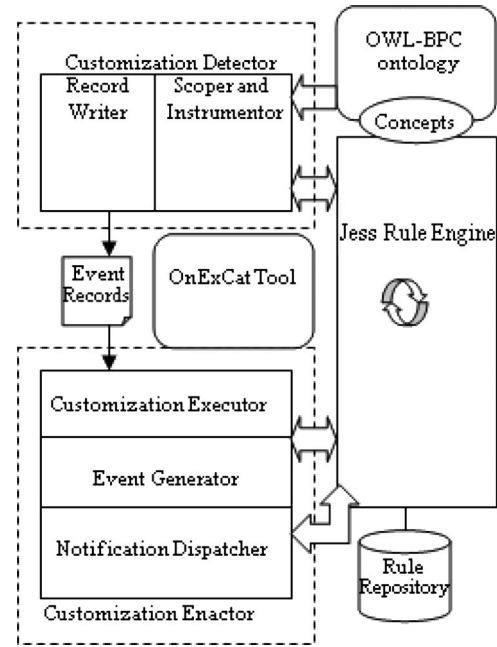 Customization Detector
Record
Writer
Scoper and
Instrumentor
OWL-BPC
ontology
Concepts
Jess Rule Engine
Event
Records
OnExCat Tool
Customization Executor
Event Generator
Notification Dispatcher
Customization Enactor
Rule
Repository